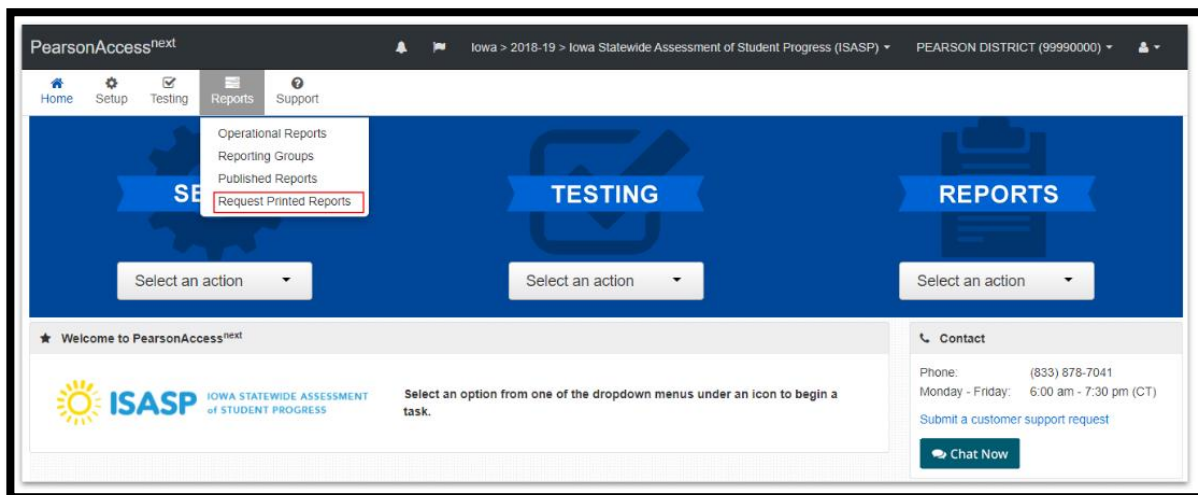 PearsonAccessnext
Iowa > 2018-19 > Iowa Statewide Assessment of Student Progress (ISASP)
PEARSON DISTRICT (99990000)
Home
Setup
Testing
Reports
Support
Operational Reports
Reporting Groups
Published Reports
Request Printed Reports
SE
TESTING
REPORTS
Select an action
Select an action
Select an action
Welcome to PearsonAccessnext
ISASP
IOWA STATEWIDE ASSESSMENT
of STUDENT PROGRESS
Select an option from one of the dropdown menus under an icon to begin a
task.
Contact
Phone: (833) 878-7041
Monday - Friday: 6:00 am - 7:30 pm (CT)
Submit a customer support request
Chat Now